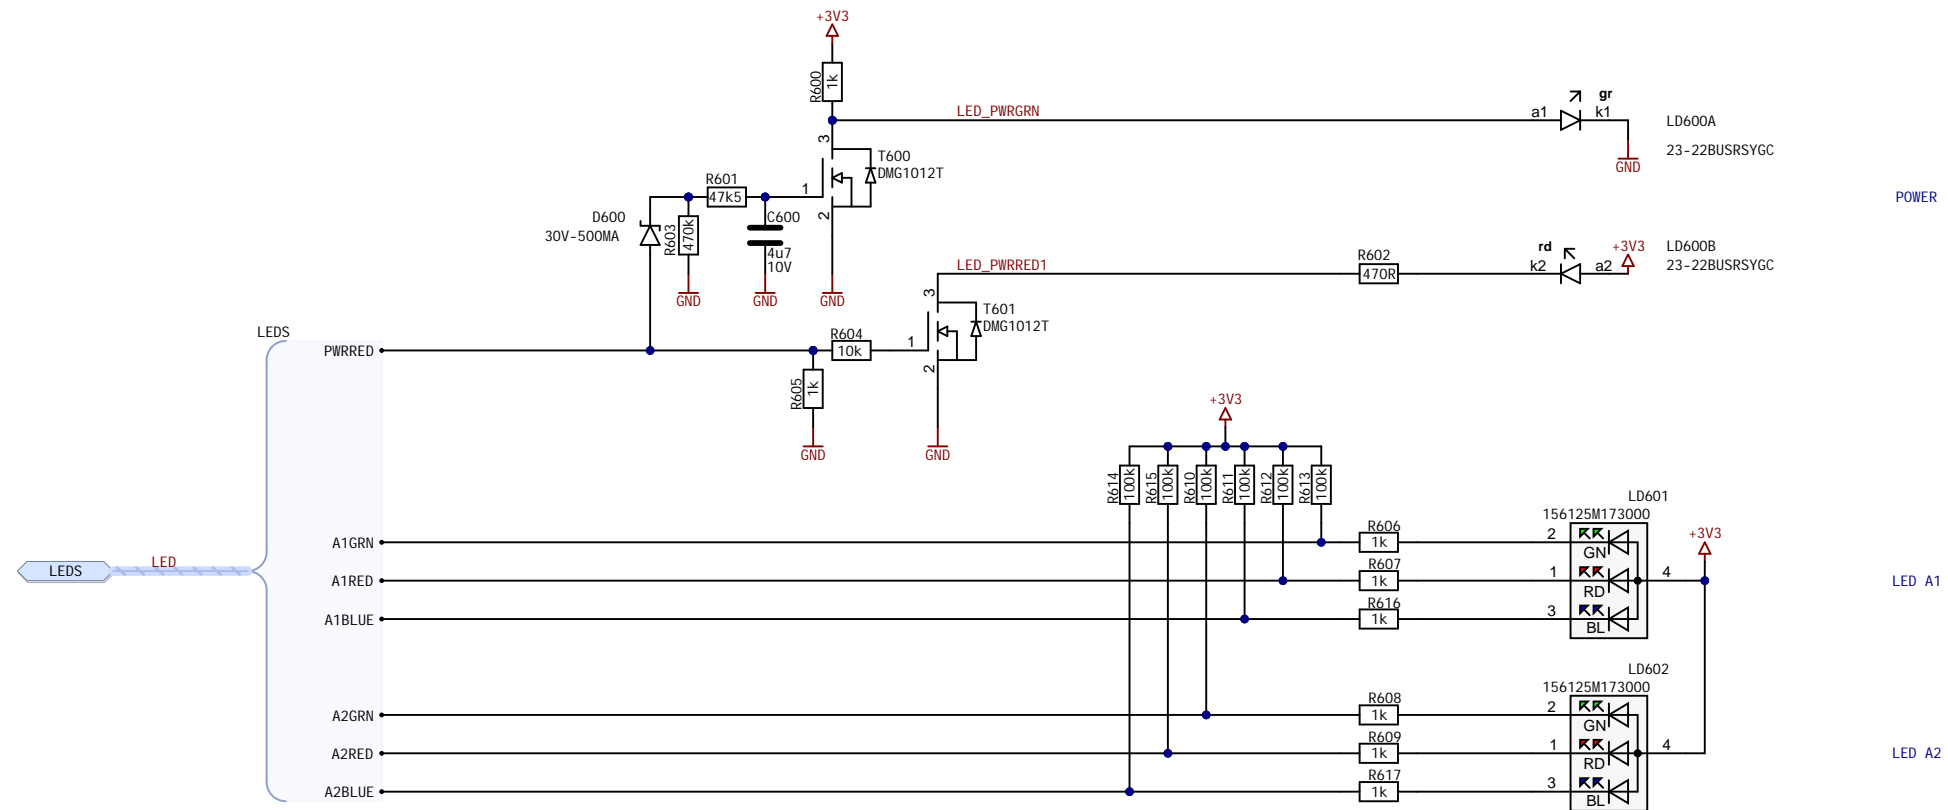 +3V3
R600
1k
LED_PWRGRN
a1
gr
k1
LD600A
23-22BUSRSYGC
GND
3
T600
DMG1012T
1
2
R601
47k5
D600
30V-500MA
R603
470k
C600
4u7
10V
GND
GND
GND
POWER
LED_PWRRED1
R602
470R
rd
k2
a2
+3V3
LD600B
23-22BUSRSYGC
3
T601
DMG1012T
1
2
LEDS
PWRRED
R604
10k
R605
1k
GND
GND
+3V3
R614
100k
R615
100k
R610
100k
R611
100k
R612
100k
R613
100k
LD601
156125M173000
+3V3
A1GRN
R606
1k
2
GN
LEDS
LED
A1RED
R607
1k
1
RD
4
LED A1
A1BLUE
R616
1k
3
BL
LD602
156125M173000
A2GRN
R608
1k
2
GN
A2RED
R609
1k
1
RD
4
LED A2
A2BLUE
R617
1k
3
BL